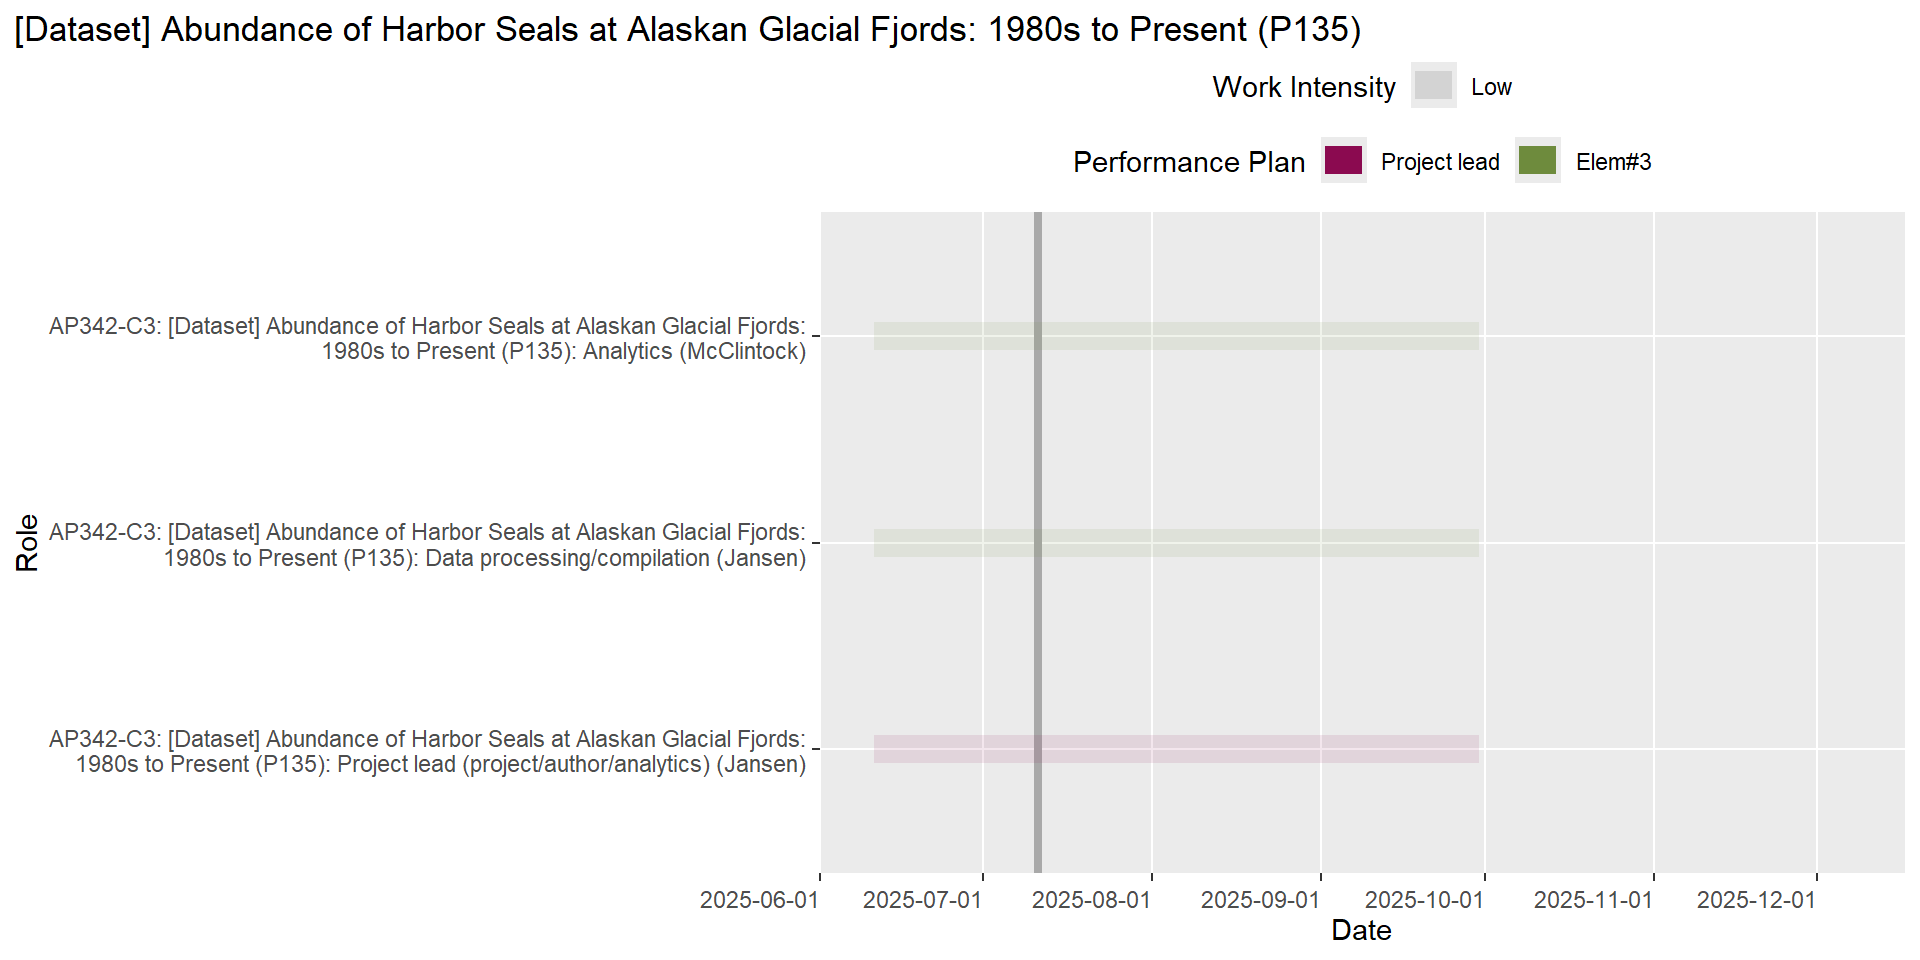 [Dataset] Abundance of Harbor Seals at Alaskan Glacial Fjords: 1980s to Present (P135)
Work Intensity Low
Performance Plan Project lead Elem#3
AP342-C3: [Dataset] Abundance of Harbor Seals at Alaskan Glacial Fjords:
1980s to Present (P135): Analytics (McClintock)
Role
AP342-C3: [Dataset] Abundance of Harbor Seals at Alaskan Glacial Fjords:
1980s to Present (P135): Data processing/compilation (Jansen)
AP342-C3: [Dataset] Abundance of Harbor Seals at Alaskan Glacial Fjords:
1980s to Present (P135): Project lead (project/author/analytics) (Jansen)
2025-06-01 2025-07-01 2025-08-01 2025-09-01 2025-10-01 2025-11-01 2025-12-01
Date